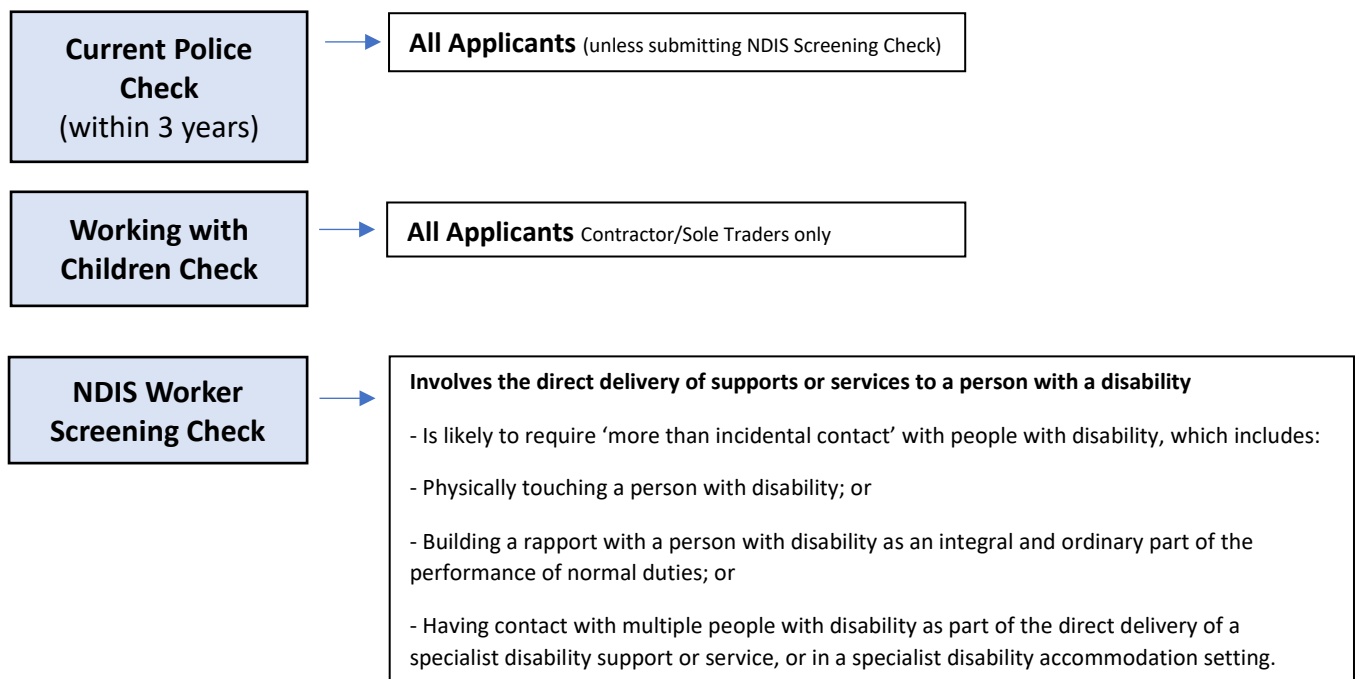 Current Police
Check
(within 3 years)
All Applicants (unless submitting NDIS Screening Check)
Working with
Children Check
All Applicants Contractor/Sole Traders only
NDIS Worker
Screening Check
Involves the direct delivery of supports or services to a person with a disability
- Is likely to require ‘more than incidental contact’ with people with disability, which includes:
- Physically touching a person with disability; or
- Building a rapport with a person with disability as an integral and ordinary part of the
performance of normal duties; or
- Having contact with multiple people with disability as part of the direct delivery of a
specialist disability support or service, or in a specialist disability accommodation setting.